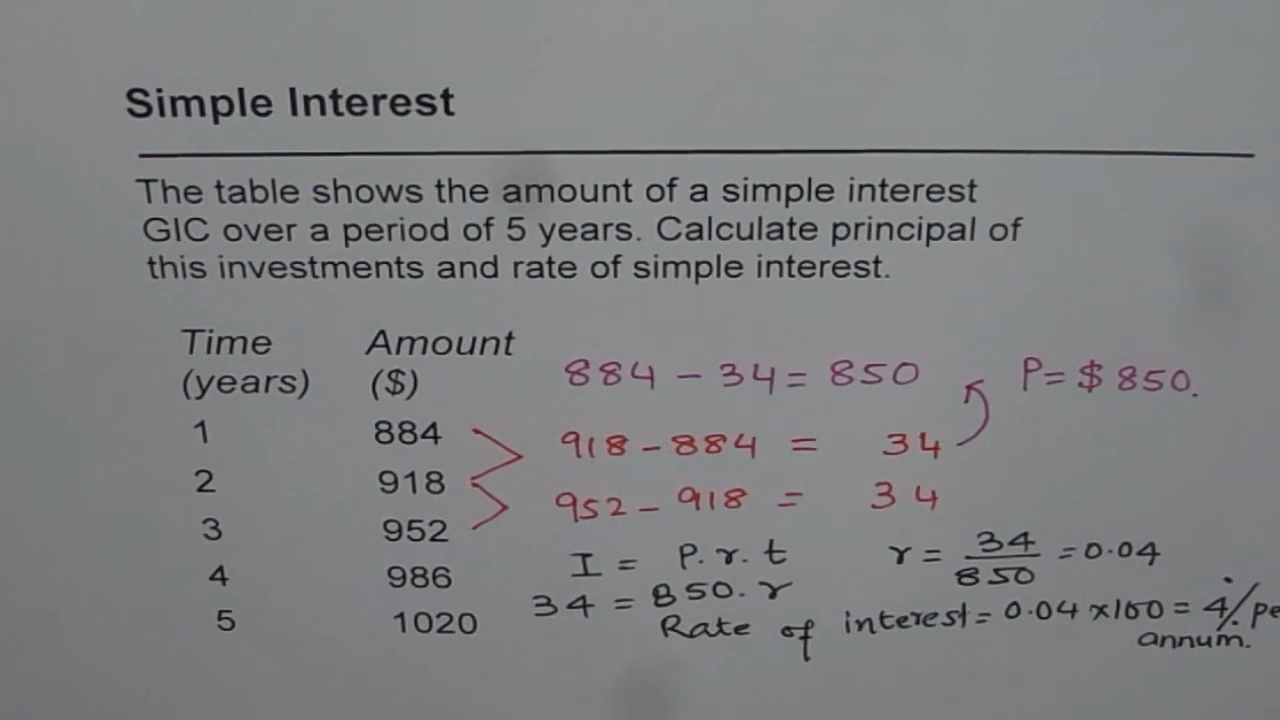 Simple Interest
The table shows the amount of a simple interest
GIC over a period of 5 years. Calculate principal of
this investments and rate of simple interest.
Time Amount
(years) ($)
884 - 34 = 850 P = $ 850.
1 884 918 - 884 = 34
2 918 952 - 918 = 34
3 952
I = P. r. t r = 34/850 = 0.04
4 986 34 = 850. r
5 1020 Rate of interest = 0.04 x 100 = 4%
annum.